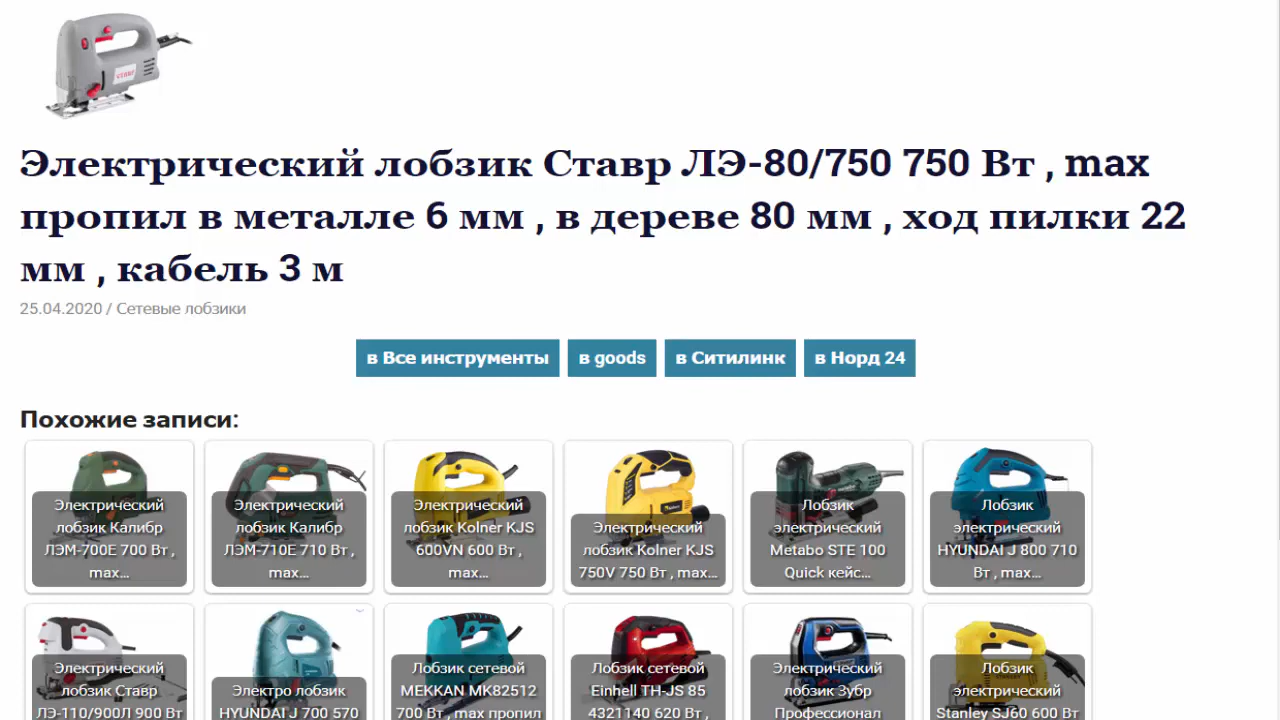 СТАВР
Электрический лобзик Ставр ЛЭ-80/750 750 Вт , max
пропил в металле 6 мм , в дереве 80 мм , ход пилки 22
мм , кабель 3 м
25.04.2020 / Сетевые лобзики
в Все инструменты
в goods
в Ситилинк
в Норд 24
Похожие записи:
Электрический
лобзик Калибр
ЛЭМ-700Е 700 Вт ,
max...
Электрический
лобзик Калибр
ЛЭМ-710Е 710 Вт ,
max...
Электрический
лобзик Kolner KJS
600VN 600 Вт ,
max...
Электрический
лобзик Kolner KJS
750V 750 Вт , max...
Лобзик
электрический
Metabo STE 100
Quick кейс...
Лобзик
электрический
HYUNDAI J 800 710
Вт , max...
Электрический
лобзик Ставр
ЛЭ-110/900Л 900 Вт
Электро лобзик
HYUNDAI J 700 570
Лобзик сетевой
MEKKAN MK82512
700 Вт , max пропил
Лобзик сетевой
Einhell TH-JS 85
4321140 620 Вт ,
Электрический
лобзик Зубр
Профессионал
Лобзик
электрический
Stanley SJ60 600 Вт